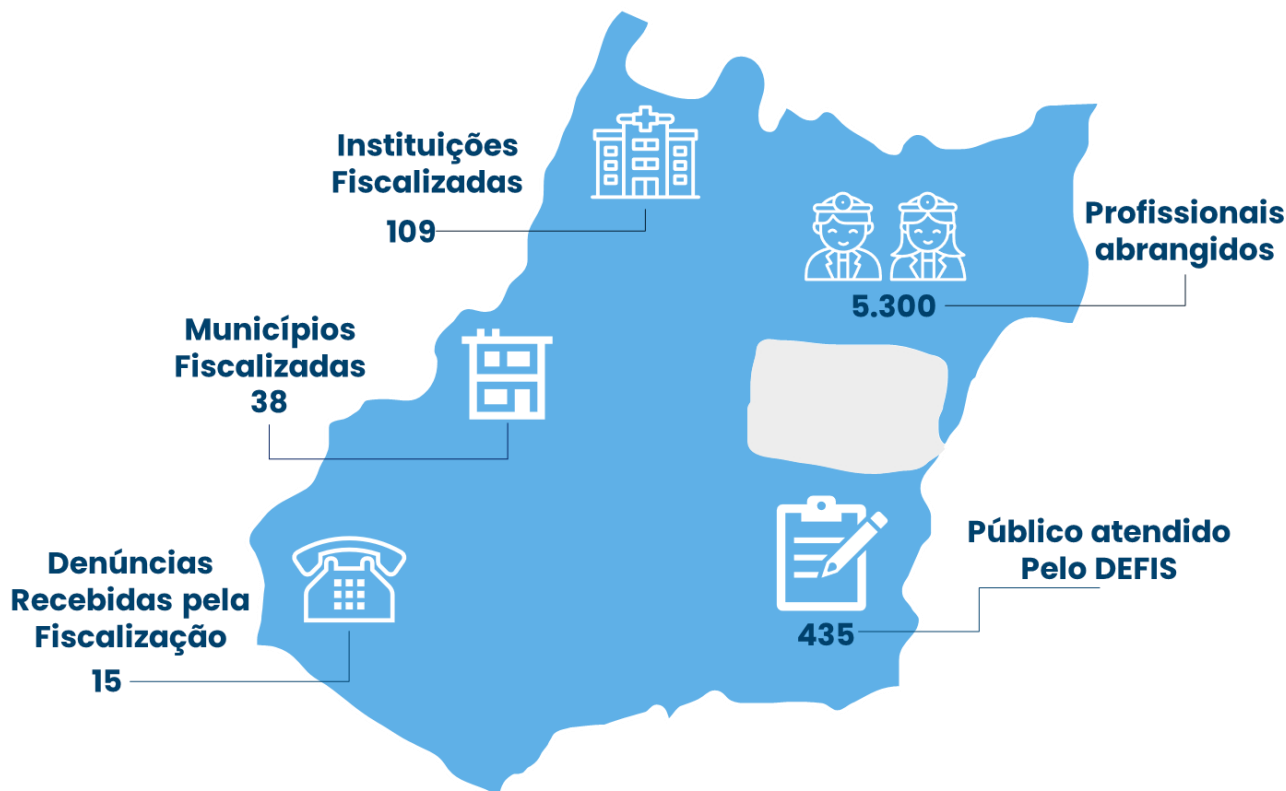 Instituições
Fiscalizadas
109
Profissionais
abrangidos
5.300
Municípios
Fiscalizadas
38
Público atendido
Pelo DEFIS
435
Denúncias
Recebidas pela
Fiscalização
15